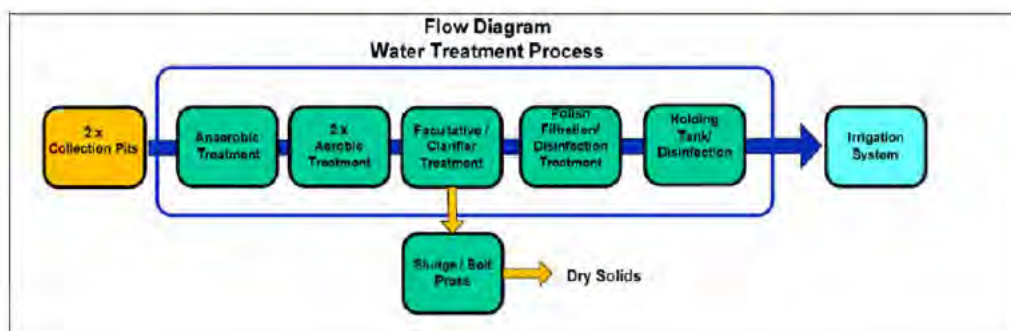 Flow Diagram
Water Treatment Process
2 x
Collection Pits
Anaerobic
Treatment
2 x
Aerobic
Treatment
Facultative /
Clarifier
Treatment
Polish
Filtration/
Disinfection
Treatment
Holding
Tank/
Disinfection
Irrigation
System
Sludge / Belt
Press
Dry Solids